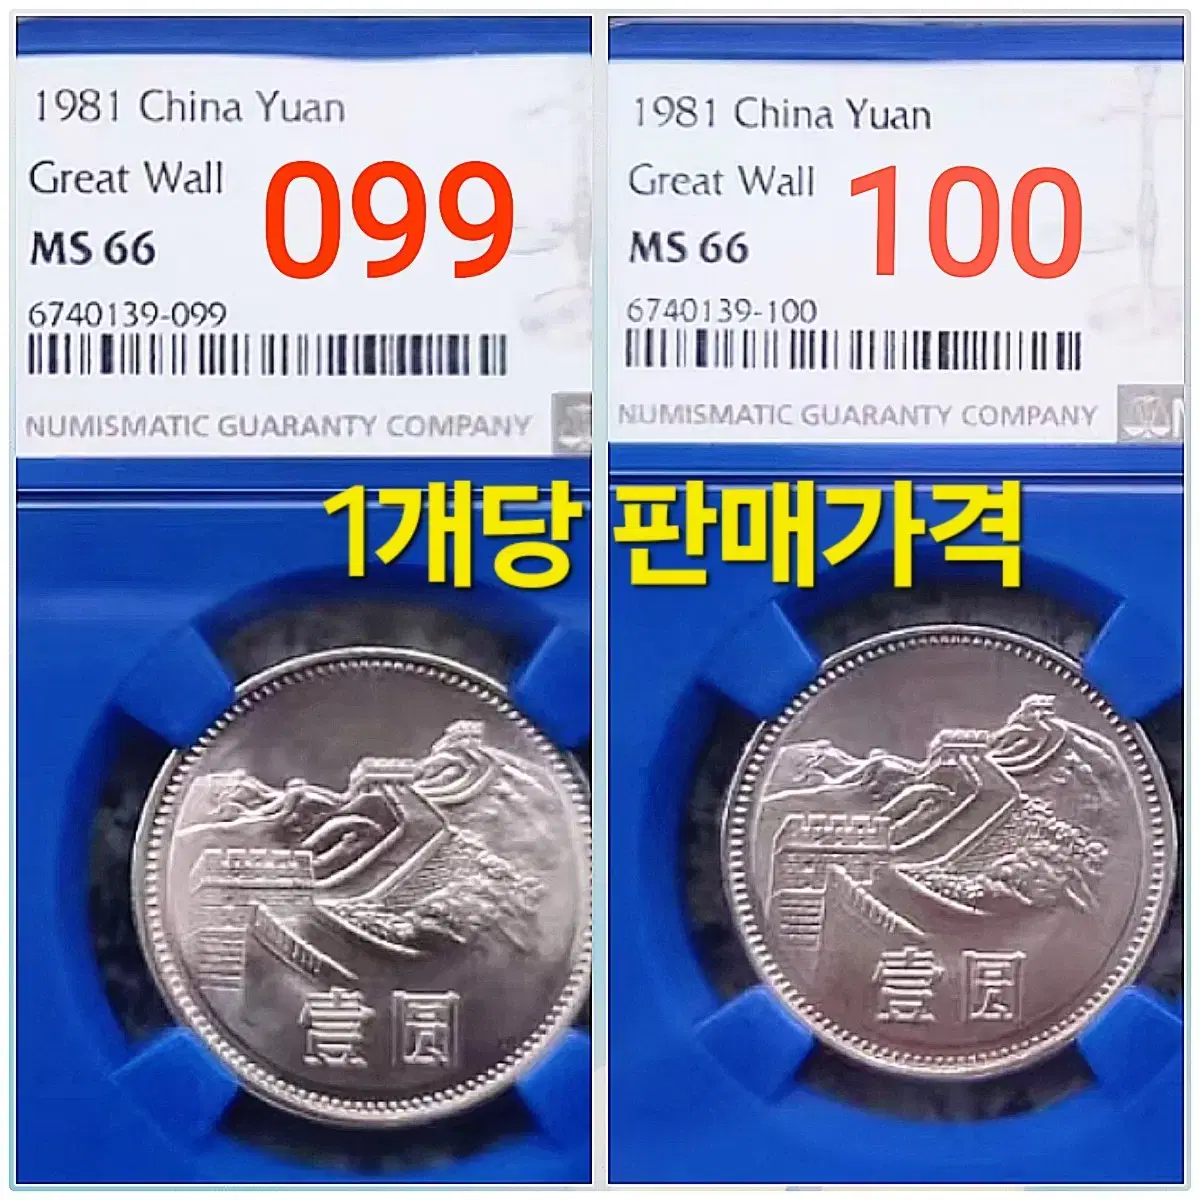 1981 China Yuan
Great Wall
099
MS 66
6740139-099
NUMISMATIC GUARANTY COMPANY
1981 China Yuan
Great Wall
100
MS 66
6740139-100
NUMISMATIC GUARANTY COMPANY
N
1개당 판매가격
壹圆
壹圆